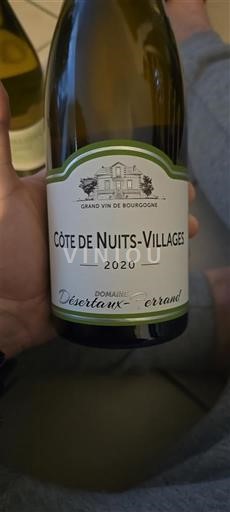 GRAND VIN DE BOURGOGNE
CÔTE DE NUITS-VILLAGES
VINIOU
2020
DOMAINE
Désertaux-Ferrand